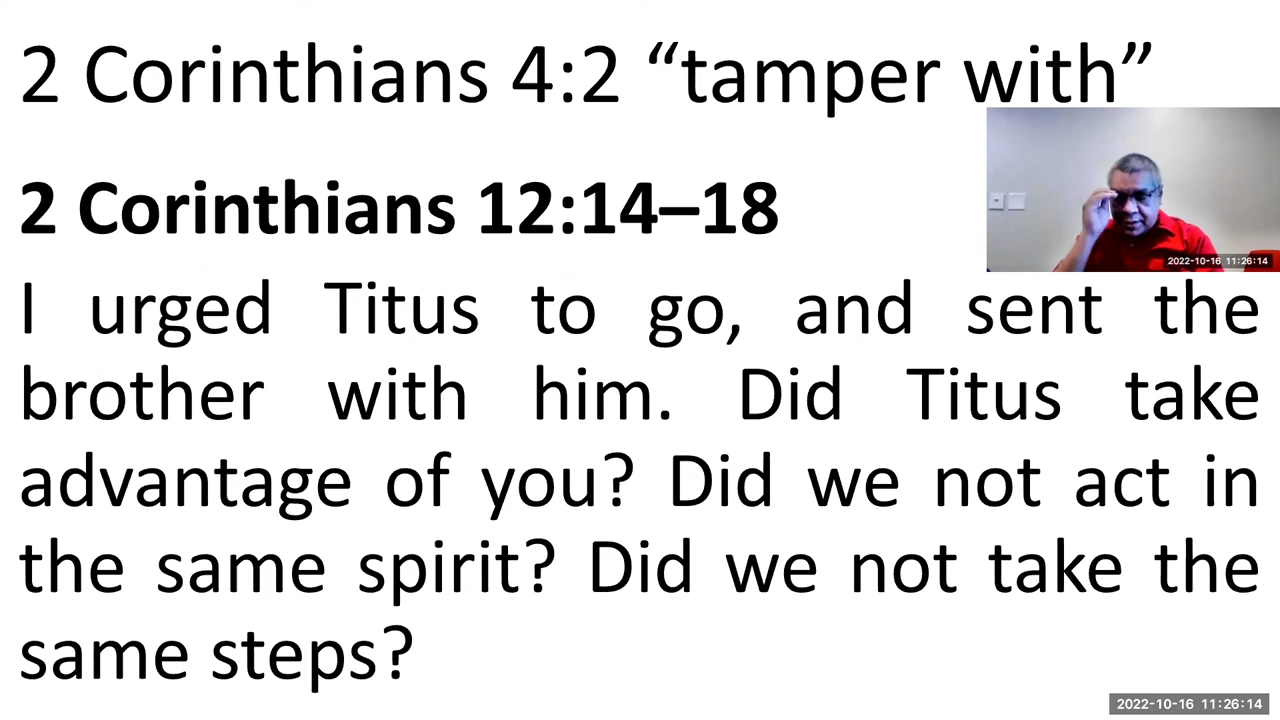 2 Corinthians 4:2 “tamper with”
2 Corinthians 12:14–18
I urged Titus to go, and sent the
brother with him. Did Titus take
advantage of you? Did we not act in
the same spirit? Did we not take the
same steps?
2022-10-16 11:26:14
2022-10-16 11:26:14